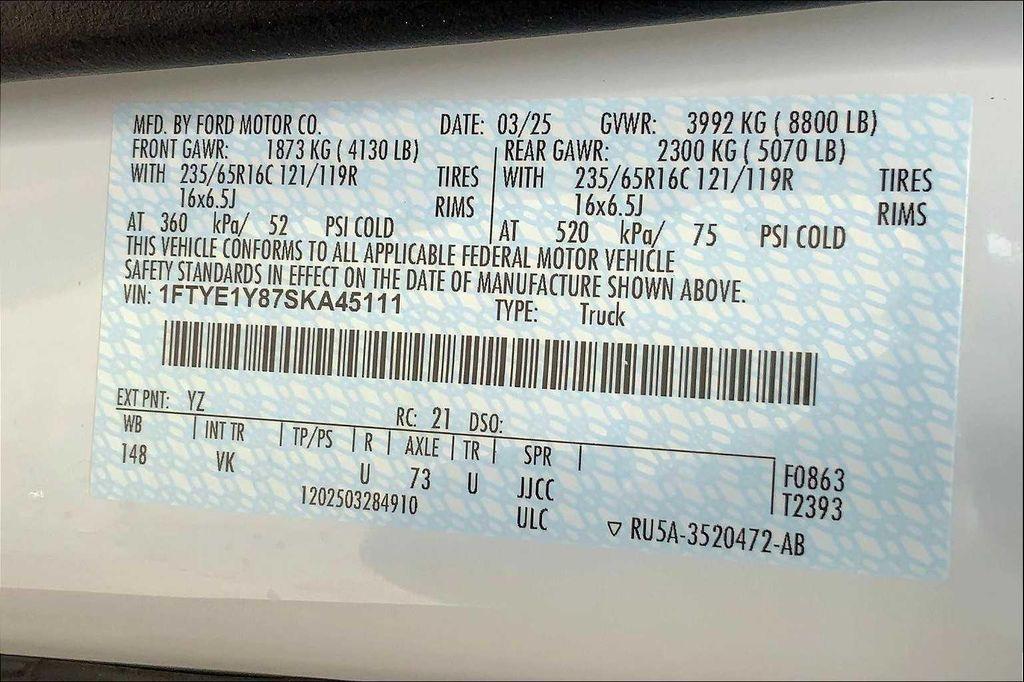 MFD. BY FORD MOTOR CO. DATE: 03/25 GVWR: 3992 KG ( 8800 LB)
FRONT GAWR: 1873 KG ( 4130 LB) REAR GAWR: 2300 KG ( 5070 LB)
WITH 235/65R16C 121/119R TIRES WITH 235/65R16C 121/119R TIRES
16x6.5J RIMS 16x6.5J RIMS
AT 360 kPa/ 52 PSI COLD AT 520 kPa/ 75 PSI COLD
THIS VEHICLE CONFORMS TO ALL APPLICABLE FEDERAL MOTOR VEHICLE
SAFETY STANDARDS IN EFFECT ON THE DATE OF MANUFACTURE SHOWN ABOVE.
VIN: 1FTYE1Y87SKA45111 TYPE: Truck
EXT PNT: YZ RC: 21 DSO:
WB INT TR TP/PS R AXLE TR SPR
148 VK U 73 U JJCC F0863
1202503284910 ULC T2393
▽ RU5A-3520472-AB